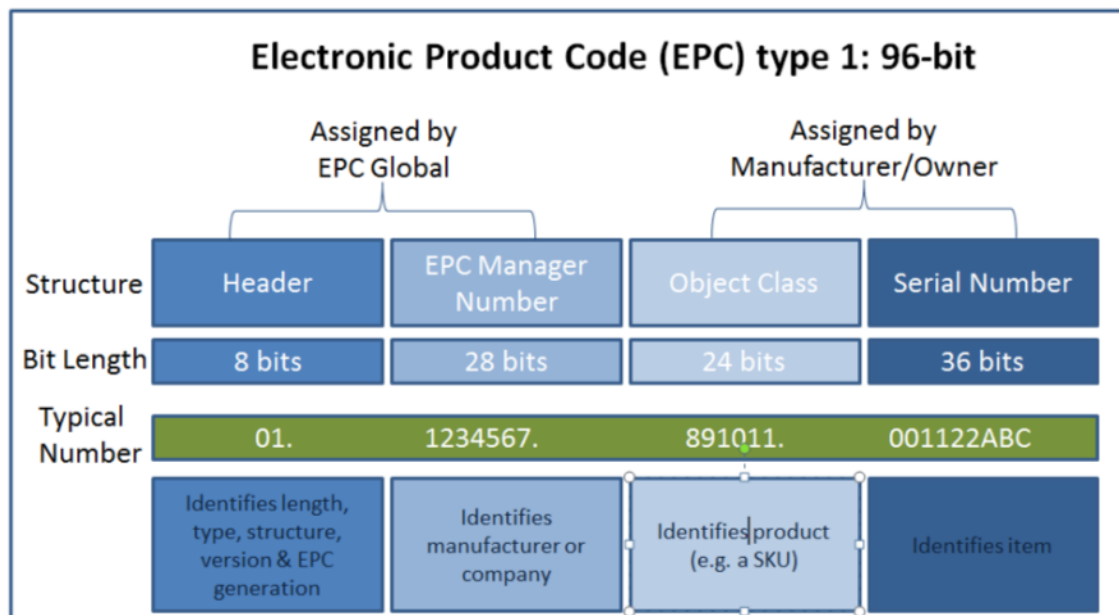 Electronic Product Code (EPC) type 1: 96-bit
Assigned by
EPC Global
Assigned by
Manufacturer/Owner
Structure
Header
EPC Manager
Number
Object Class
Serial Number
Bit Length
8 bits
28 bits
24 bits
36 bits
Typical
Number
01.
1234567.
891011.
001122ABC
Identifies length,
type, structure,
version & EPC
generation
Identifies
manufacturer or
company
Identifies product
(e.g. a SKU)
Identifies item